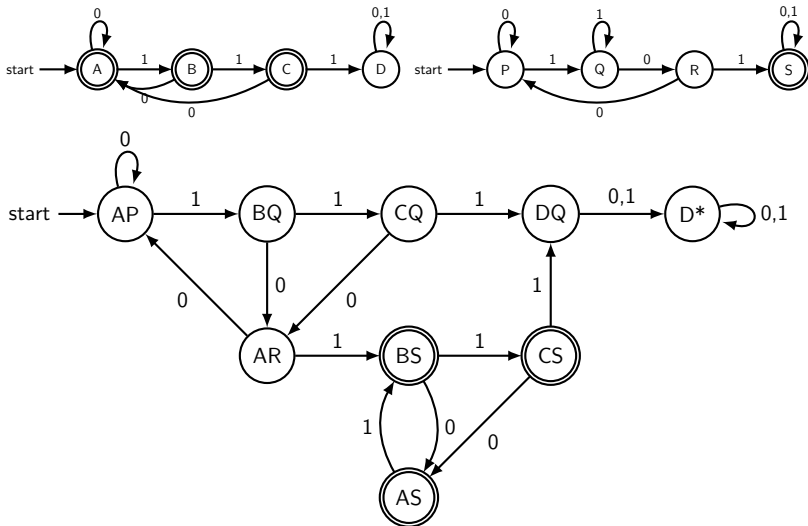 0 0,1 0 1 0,1
start A 1 B 1 C 1 D start P 1 Q 0 R 1 S
0
0 0
0
start AP 1 BQ 1 CQ 1 DQ 0,1 D* 0,1
0 0 0 1
AR 1 BS 1 CS
1 0 0
AS